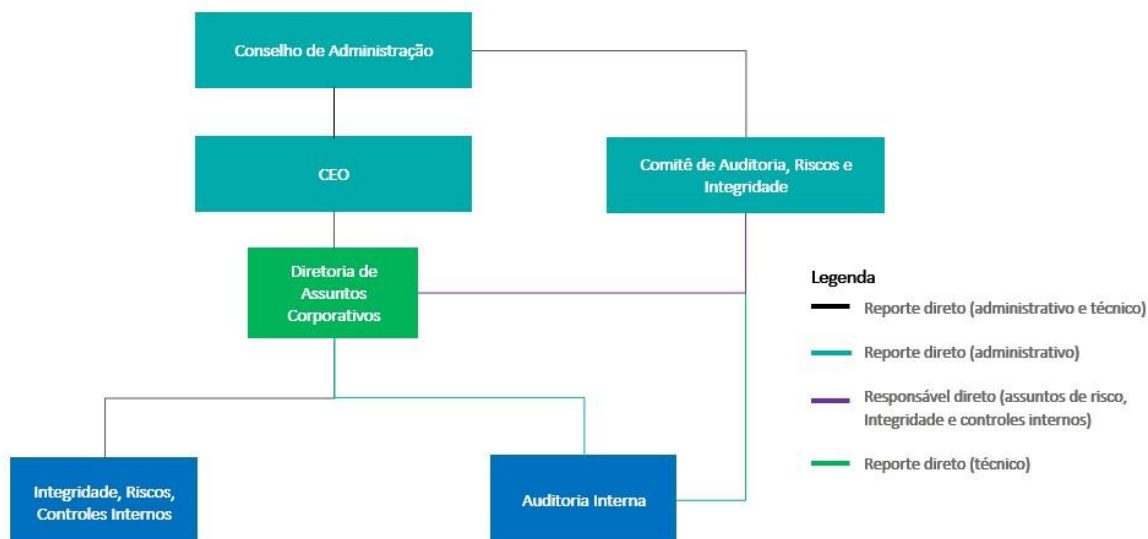 Conselho de Administração
CEO
Comitê de Auditoria, Riscos e
Integridade
Diretoria de
Assuntos
Corporativos
Legenda
Reporte direto (administrativo e técnico)
Reporte direto (administrativo)
Responsável direto (assuntos de risco,
Integridade e controles internos)
Reporte direto (técnico)
Integridade, Riscos,
Controles Internos
Auditoria Interna